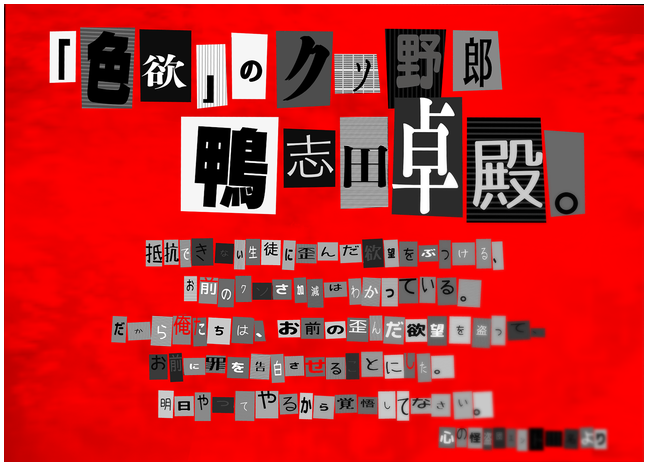 「色欲」のクソ野郎
鴨志田卓殿。
抵抗できない生徒に歪んだ欲望をぶつける、
お前のクソさ加減はわかっている。
だから俺たちは、お前の歪んだ欲望を盗って
お前に罪を告白させることにした。
明日やってやるから覚悟してなさい。
心の怪盗団より